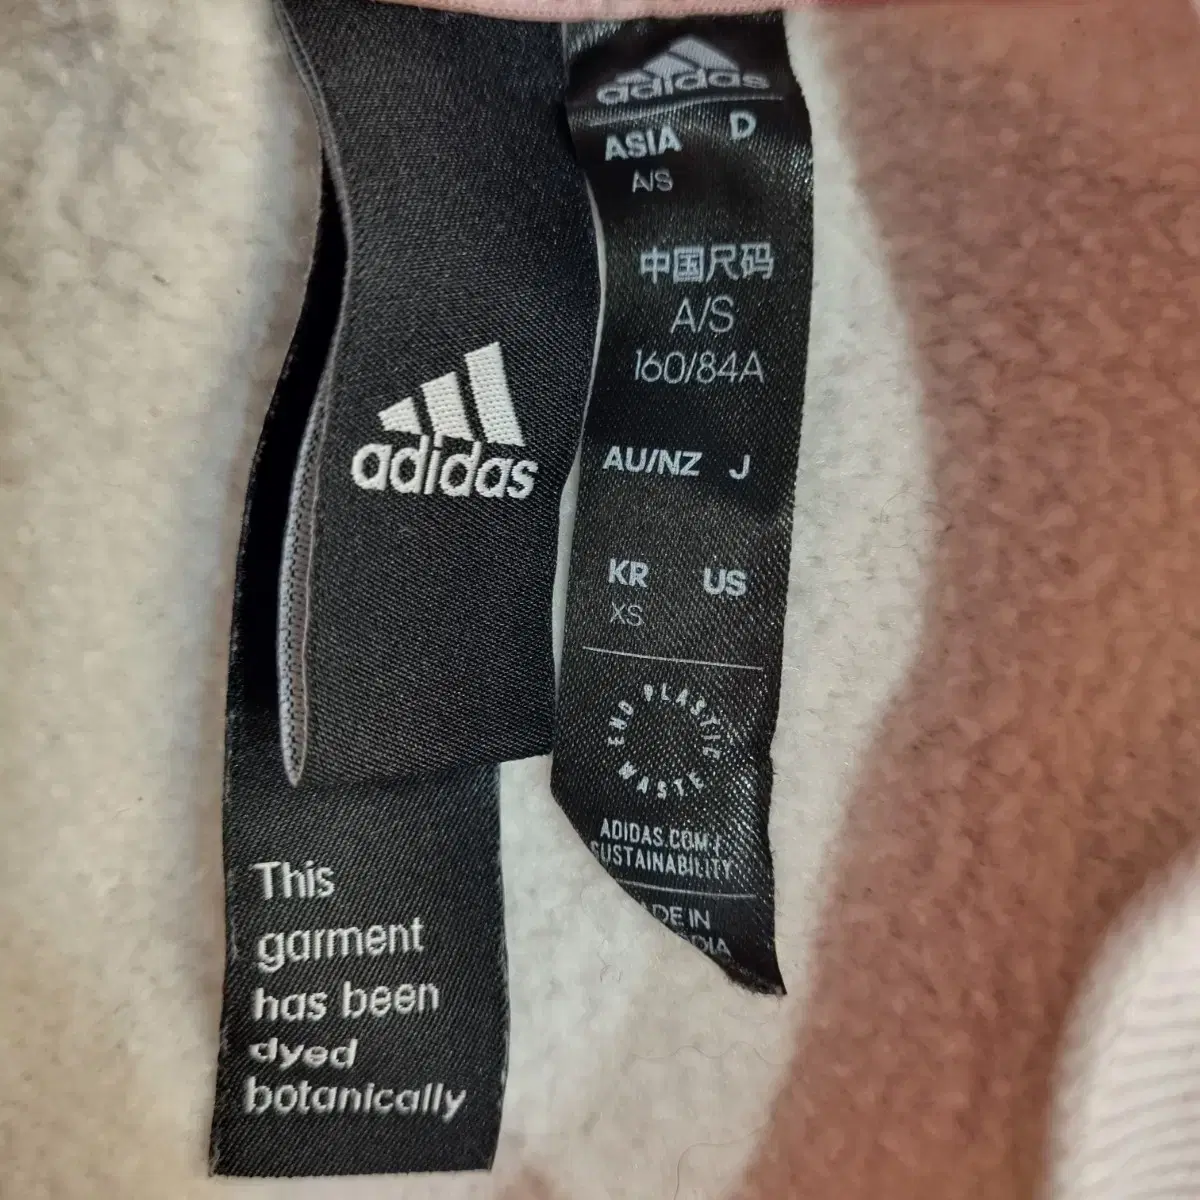 adidas
This
garment
has been
dyed
botanically
adidas
ASIA D
A/S
中国尺码
A/S
160/84A
AU/NZ J
KR US
XS
END PLASTIC WASTE
ADIDAS.COM/
SUSTAINABILITY
IN